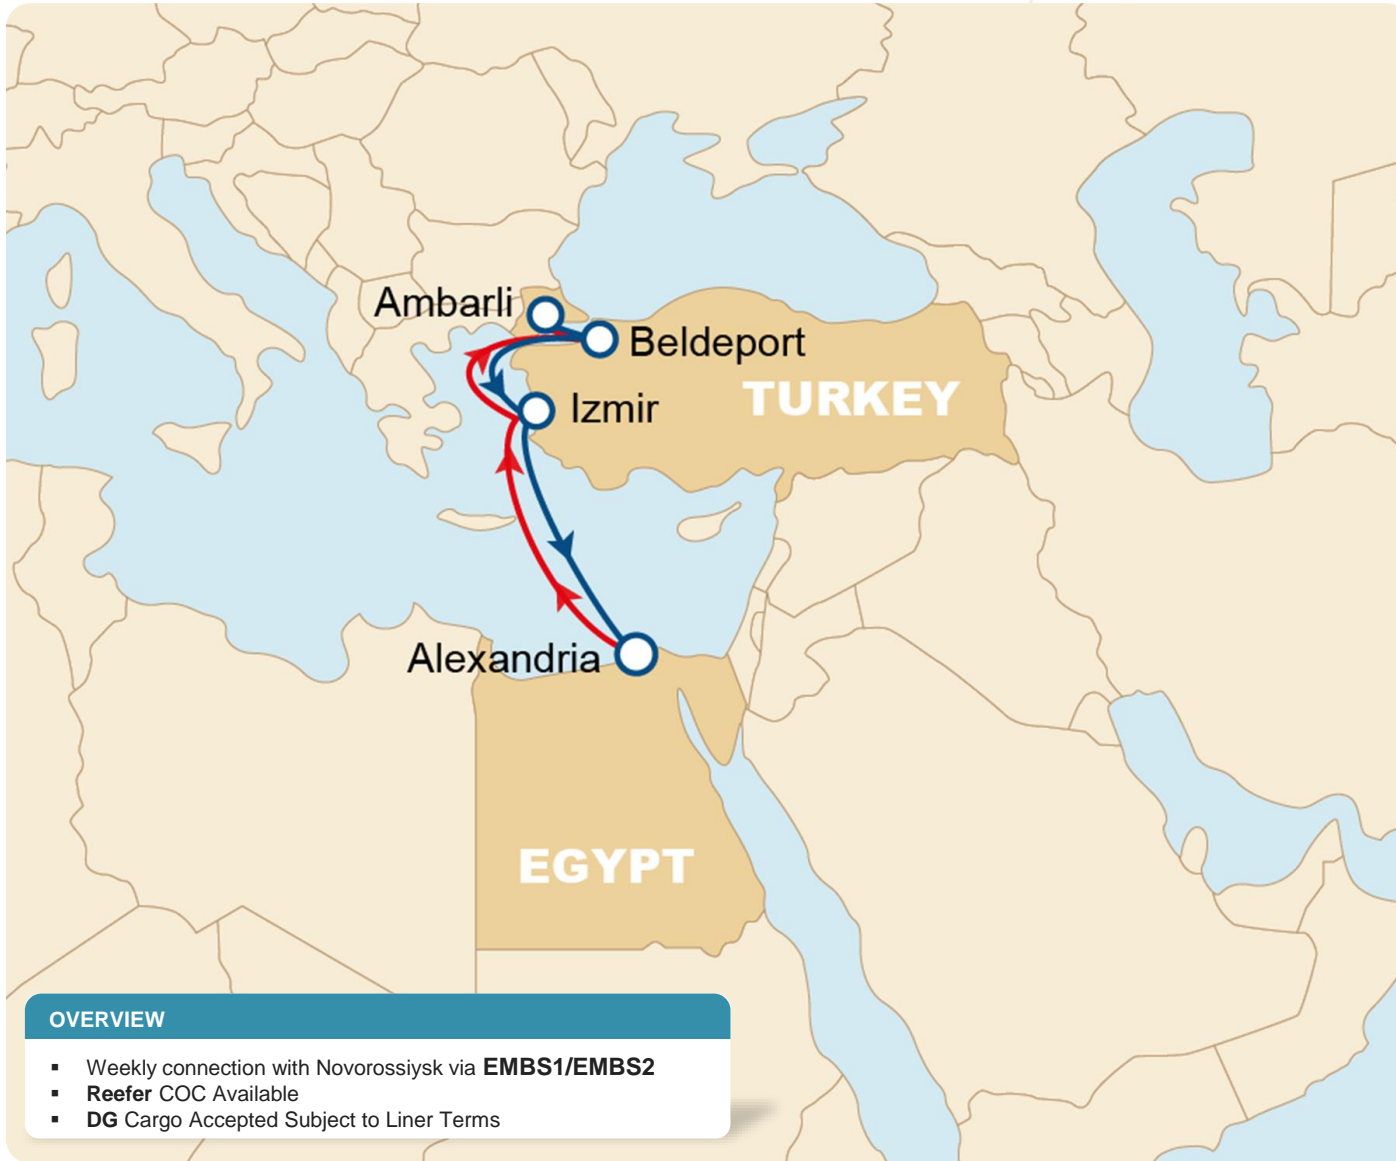 Ambarli
Beldeport
TURKEY
Izmir
Alexandria
EGYPT
OVERVIEW
▪ Weekly connection with Novorossiysk via EMBS1/EMBS2
▪ Reefer COC Available
▪ DG Cargo Accepted Subject to Liner Terms